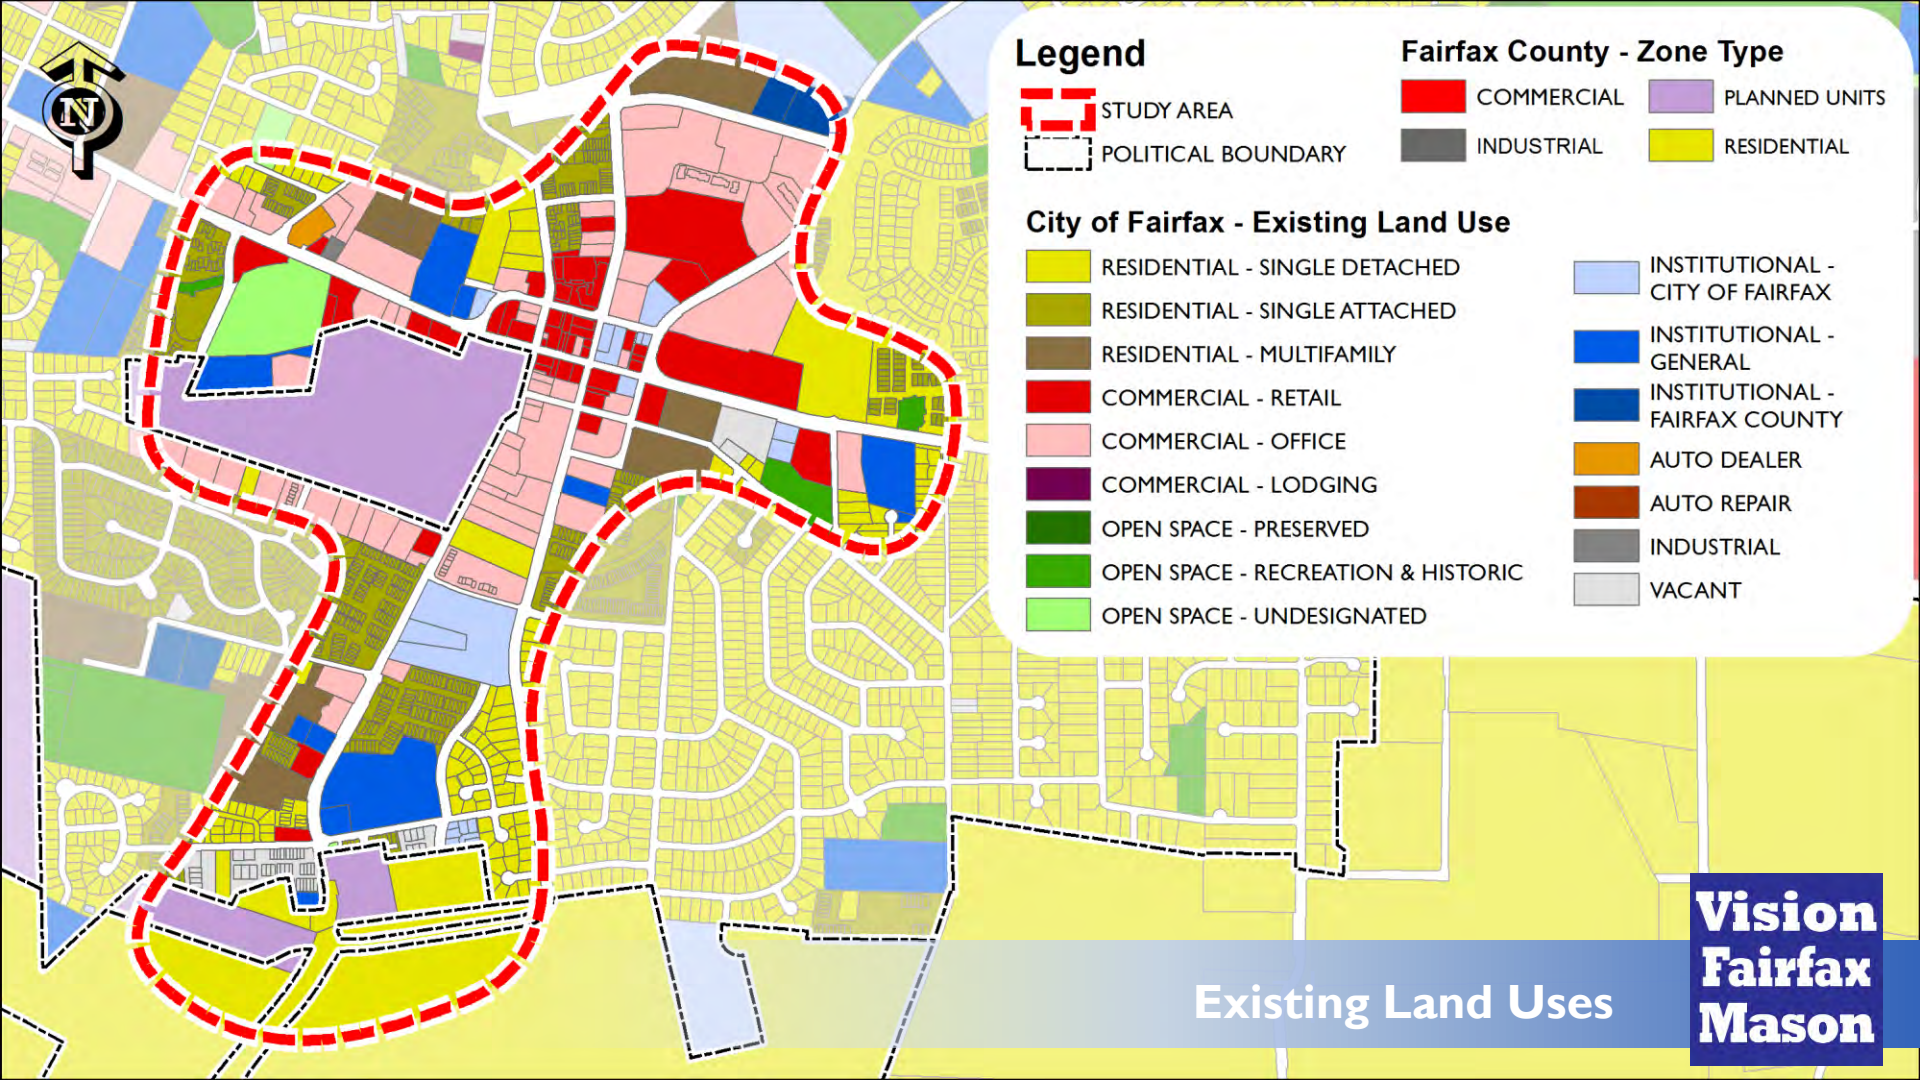 N
Legend
STUDY AREA
POLITICAL BOUNDARY
Fairfax County - Zone Type
COMMERCIAL
PLANNED UNITS
INDUSTRIAL
RESIDENTIAL
City of Fairfax - Existing Land Use
RESIDENTIAL - SINGLE DETACHED
RESIDENTIAL - SINGLE ATTACHED
RESIDENTIAL - MULTIFAMILY
COMMERCIAL - RETAIL
COMMERCIAL - OFFICE
COMMERCIAL - LODGING
OPEN SPACE - PRESERVED
OPEN SPACE - RECREATION & HISTORIC
OPEN SPACE - UNDESIGNATED
INSTITUTIONAL -
CITY OF FAIRFAX
INSTITUTIONAL -
GENERAL
INSTITUTIONAL -
FAIRFAX COUNTY
AUTO DEALER
AUTO REPAIR
INDUSTRIAL
VACANT
Existing Land Uses
Vision
Fairfax
Mason